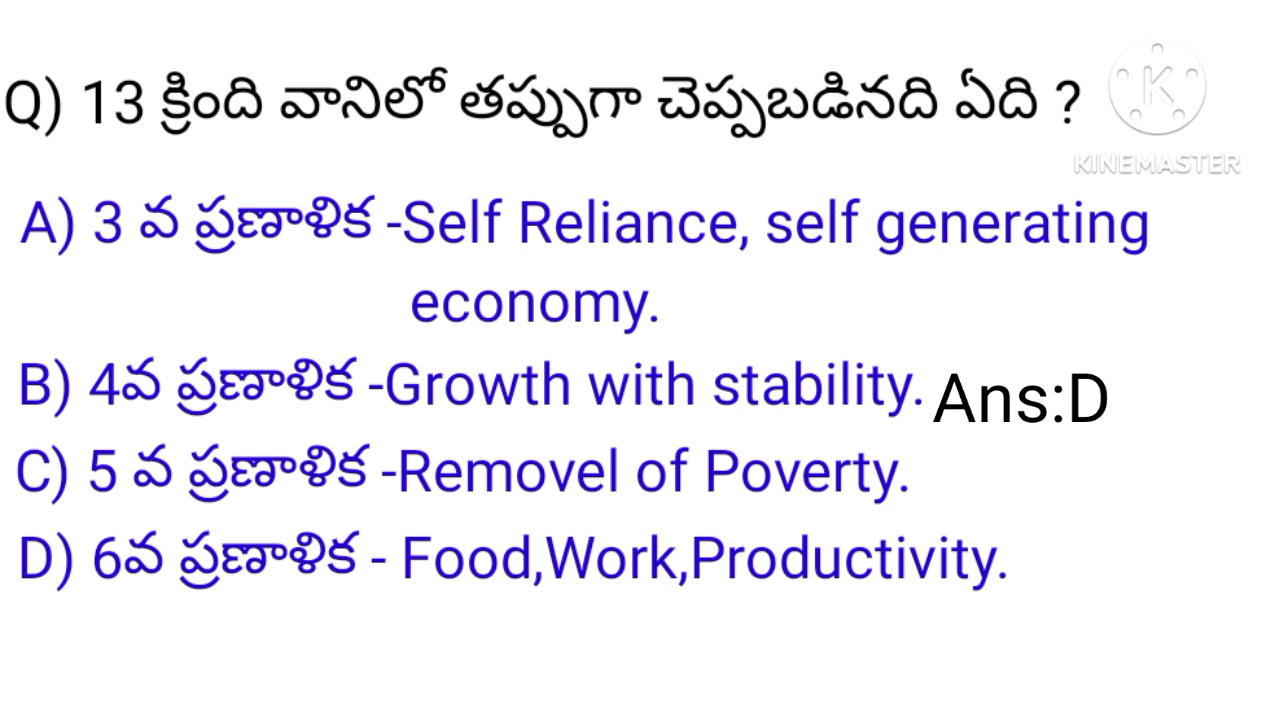 Q) 13 క్రింది వానిలో తప్పుగా చెప్పబడినది ఏది ?
KINEMASTER
A) 3 వ ప్రణాళిక -Self Reliance, self generating
economy.
B) 4వ ప్రణాళిక -Growth with stability.
Ans:D
C) 5 వ ప్రణాళిక -Removel of Poverty.
D) 6వ ప్రణాళిక - Food,Work,Productivity.